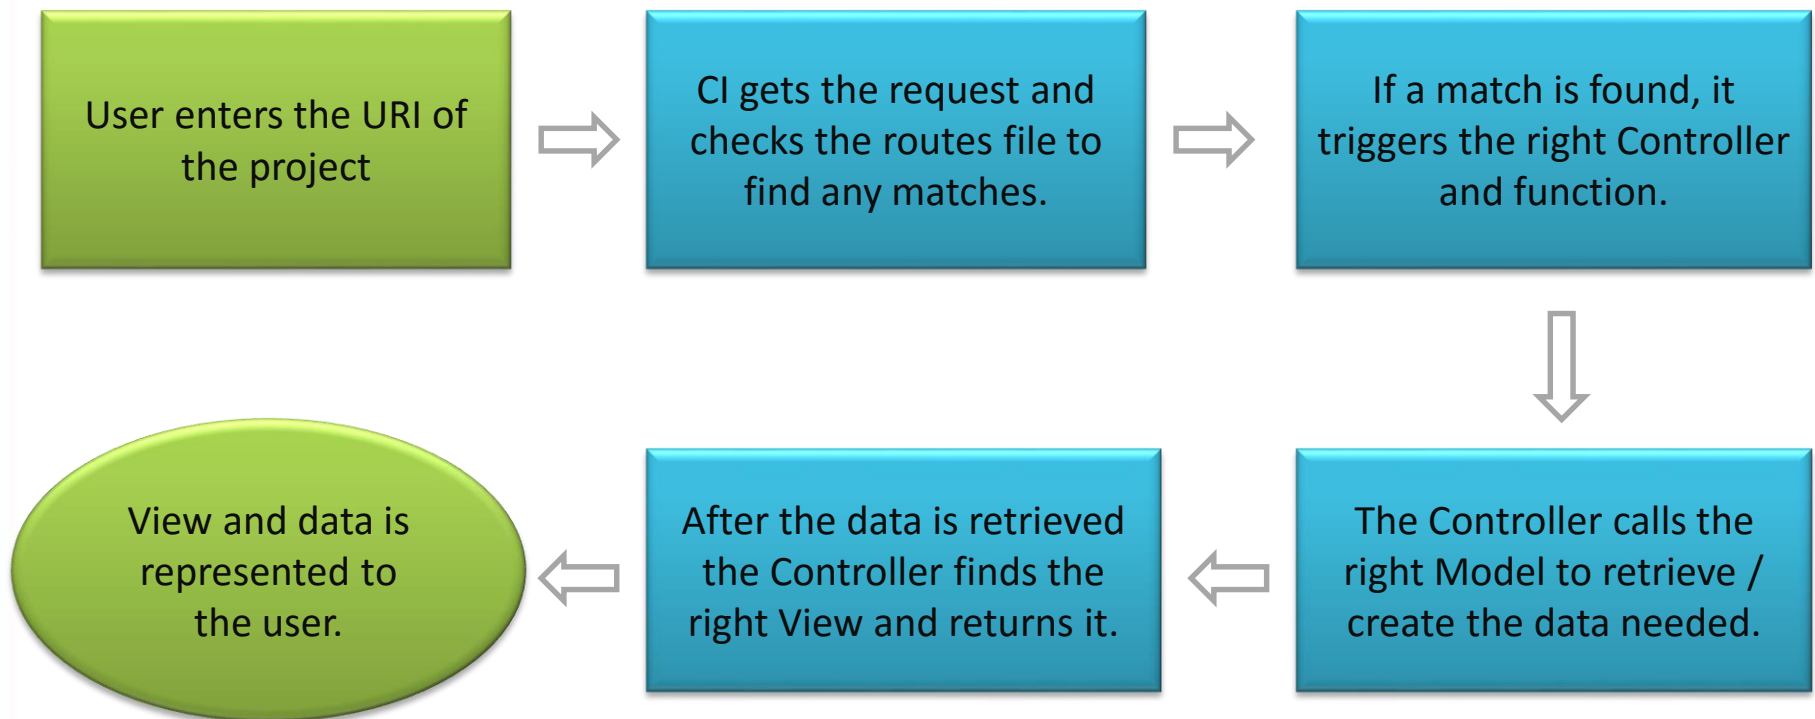 User enters the URI of
the project
CI gets the request and
checks the routes file to
find any matches.
If a match is found, it
triggers the right Controller
and function.
The Controller calls the
right Model to retrieve /
create the data needed.
After the data is retrieved
the Controller finds the
right View and returns it.
View and data is
represented to
the user.